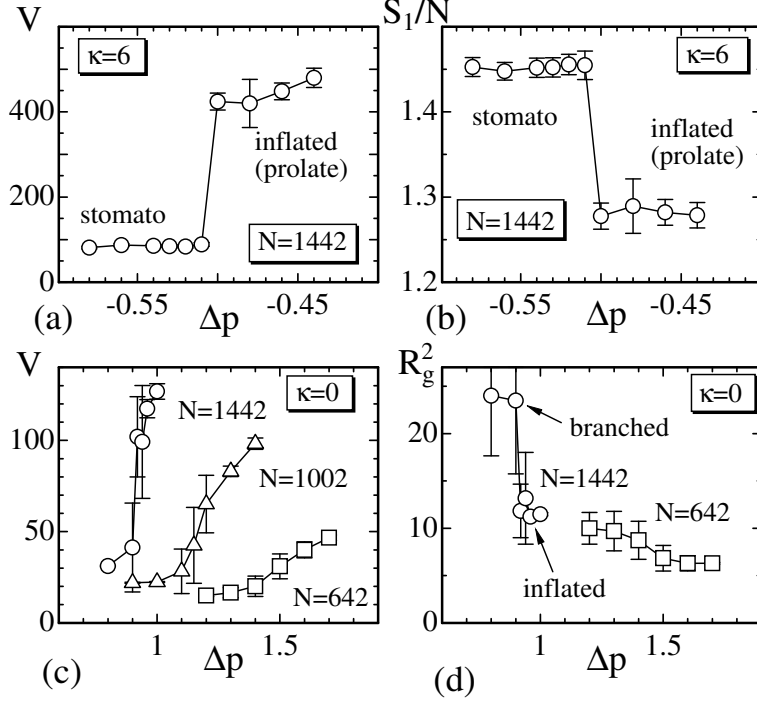 V
κ=6
400
inflated
(prolate)
200
stomato
N=1442
0
-0.55
-0.45
(a)
Δp
S₁/N
κ=6
1.4
stomato
inflated
(prolate)
1.3
N=1442
1.2
-0.55
-0.45
(b)
Δp
V
κ=0
N=1442
100
N=1002
50
N=642
0
1
1.5
(c)
Δp
R_g^2
κ=0
20
branched
N=1442
N=642
10
inflated
0
1
1.5
(d)
Δp